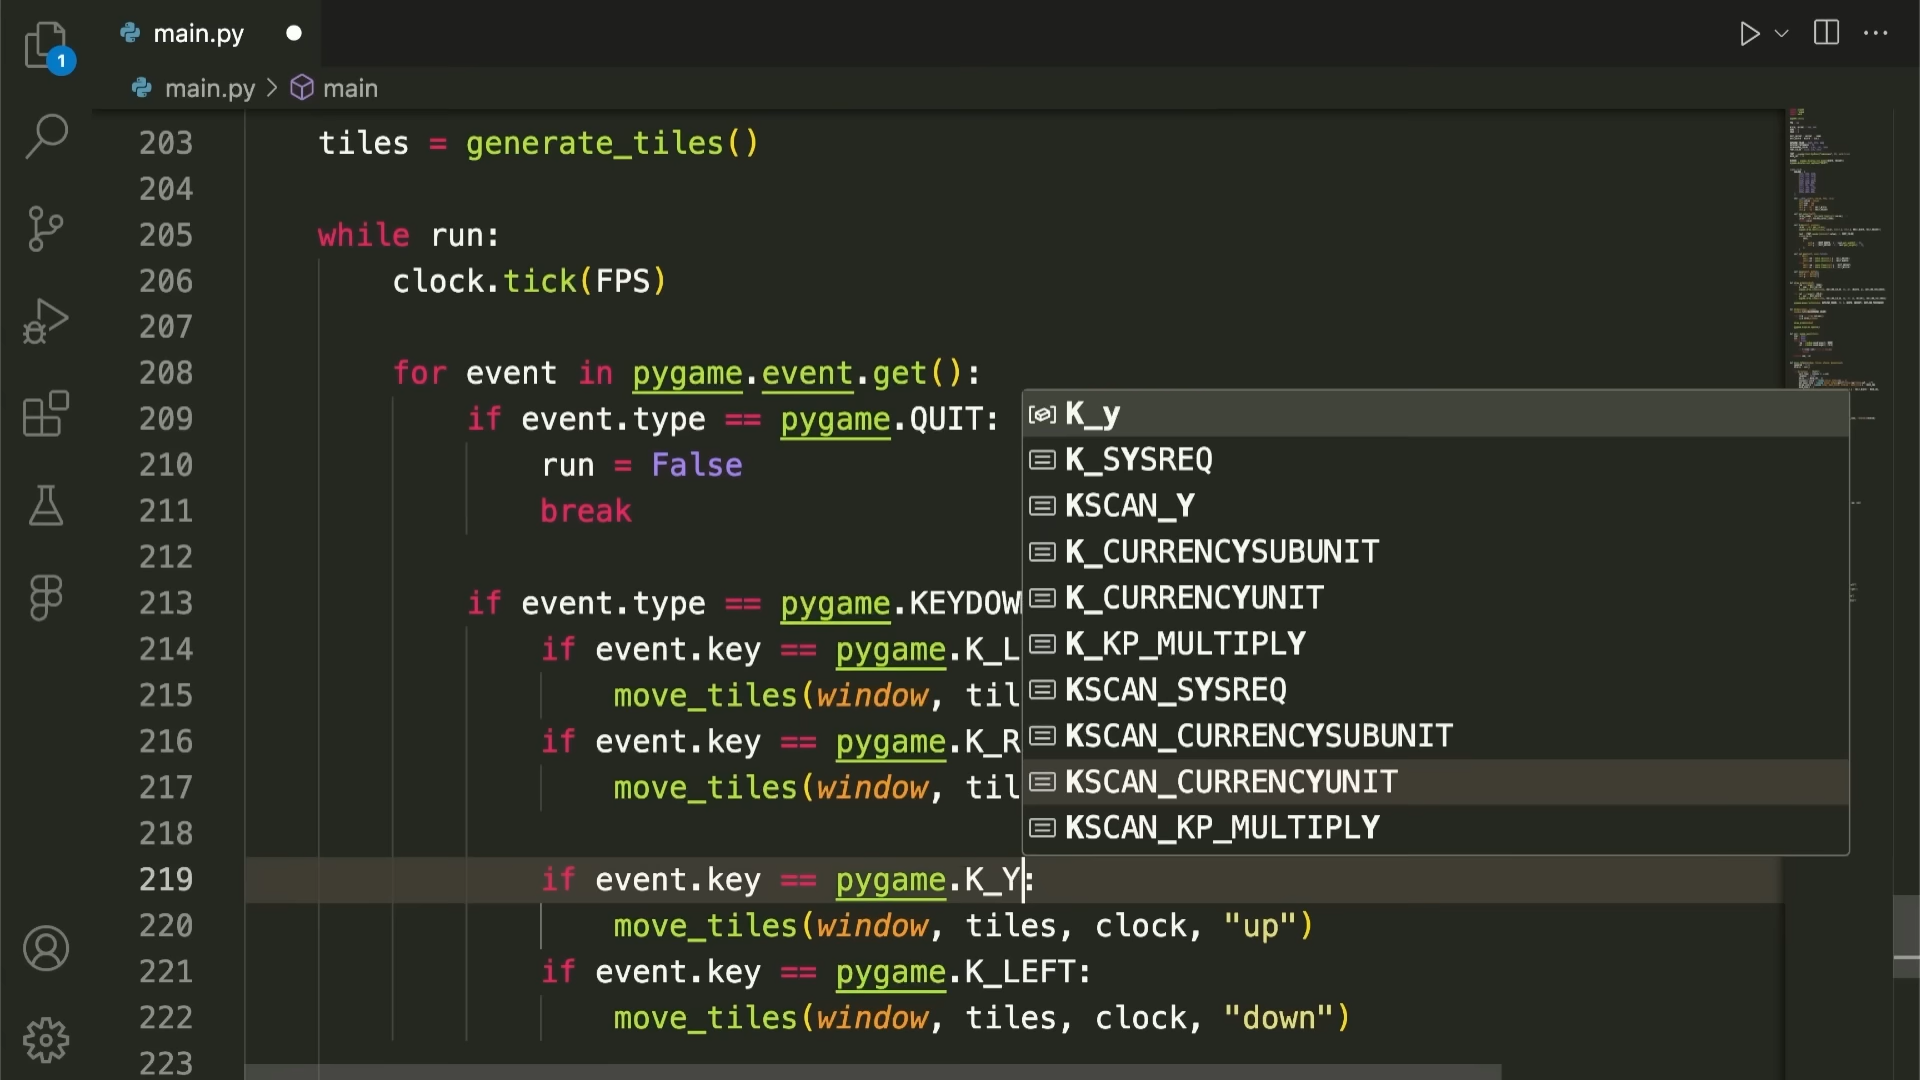 main.py
1
main.py > main
203 tiles = generate_tiles()
204
205 while run:
206 clock.tick(FPS)
207
208 for event in pygame.event.get():
209 if event.type == pygame.QUIT:
210 run = False
211 break
212
213 if event.type == pygame.KEYDOW
214 if event.key == pygame.K_L
215 move_tiles(window, til
216 if event.key == pygame.K_R
217 move_tiles(window, til
218
219 if event.key == pygame.K_Y:
220 move_tiles(window, tiles, clock, "up")
221 if event.key == pygame.K_LEFT:
222 move_tiles(window, tiles, clock, "down")
223
K_y
K_SYSREQ
KSCAN_Y
K_CURRENCYSUBUNIT
K_CURRENCYUNIT
K_KP_MULTIPLY
KSCAN_SYSREQ
KSCAN_CURRENCYSUBUNIT
KSCAN_CURRENCYUNIT
KSCAN_KP_MULTIPLY